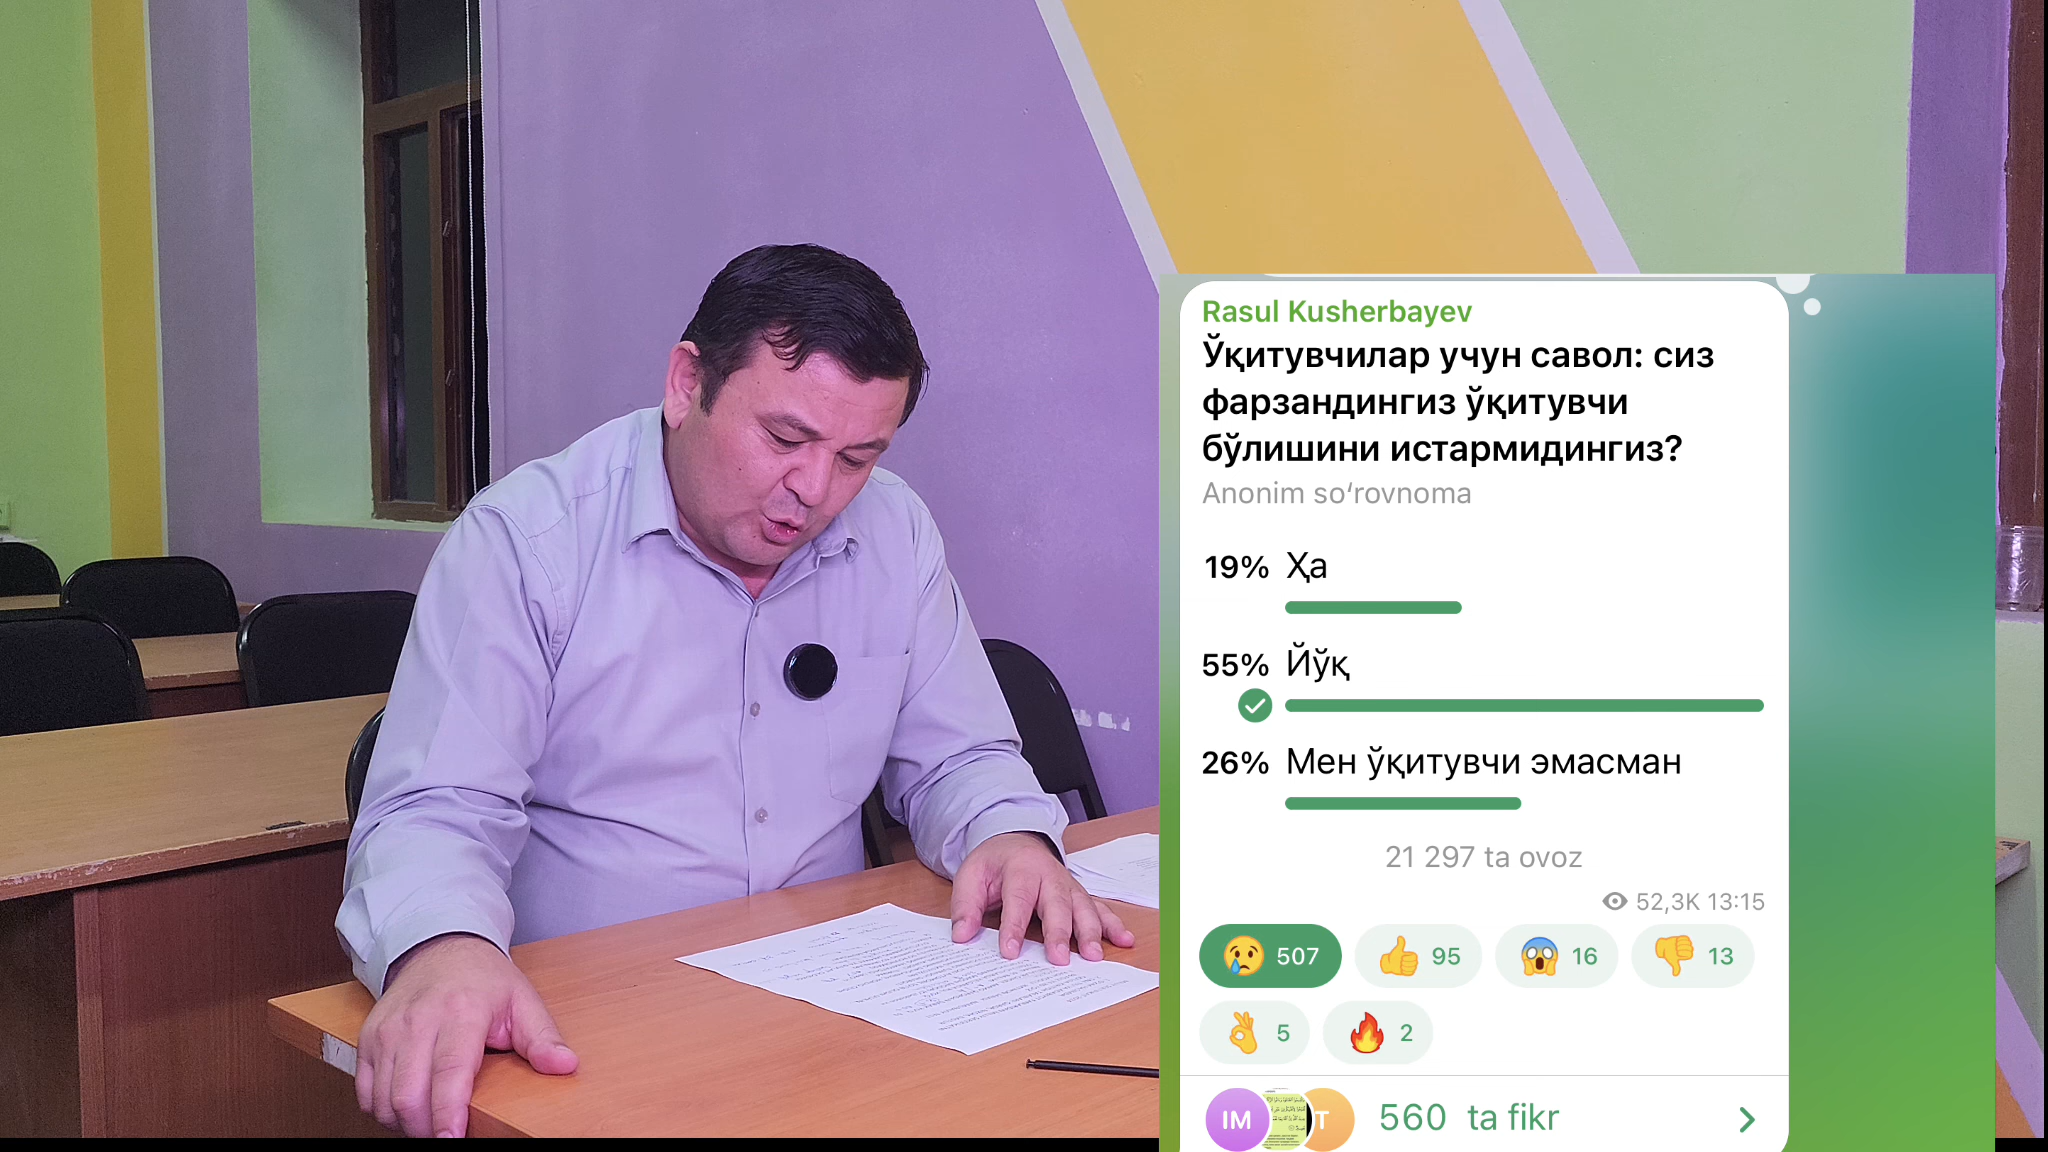 Rasul Kusherbayev
Ўқитувчилар учун савол: сиз
фарзандингиз ўқитувчи
бўлишини истармидингиз?
Anonim so‘rovnoma
19% Ҳа
55% Йўқ
26% Мен ўқитувчи эмасман
21 297 ta ovoz
52,3K 13:15
507 95 16 13
5 2
IM T 560 ta fikr